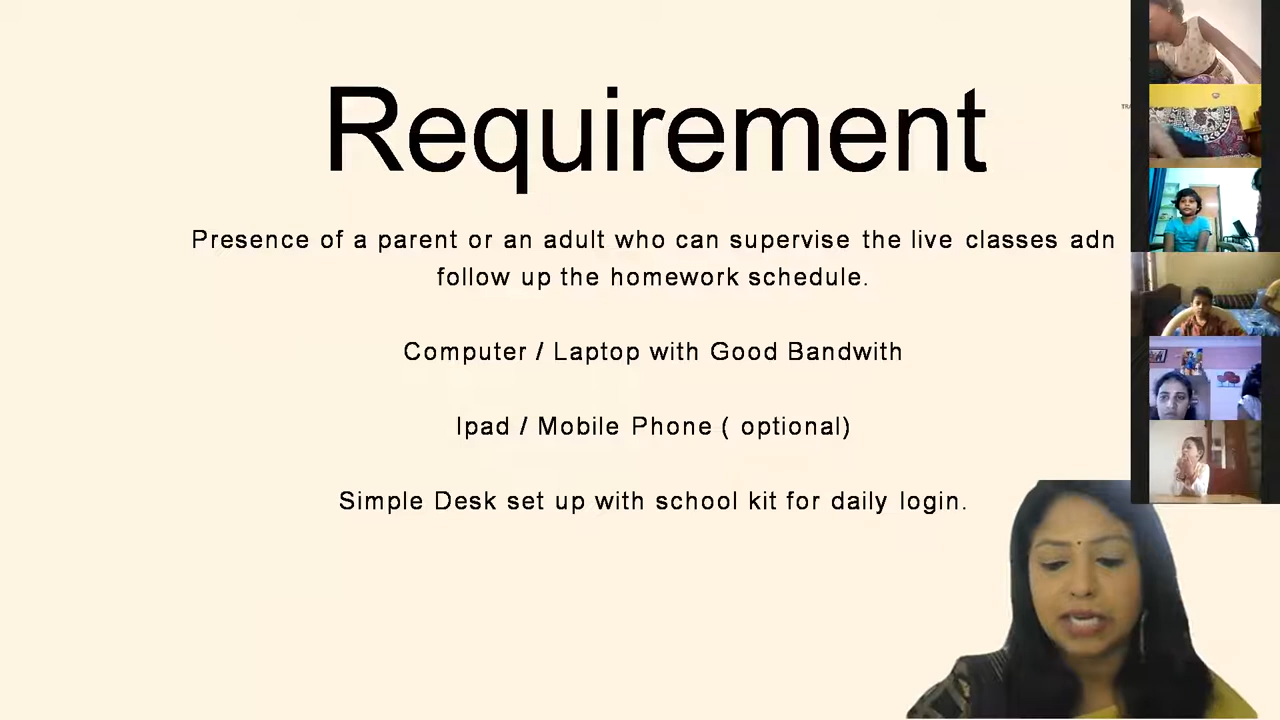 Requirement
Presence of a parent or an adult who can supervise the live classes adn
follow up the homework schedule.
Computer / Laptop with Good Bandwith
Ipad / Mobile Phone ( optional)
Simple Desk set up with school kit for daily login.